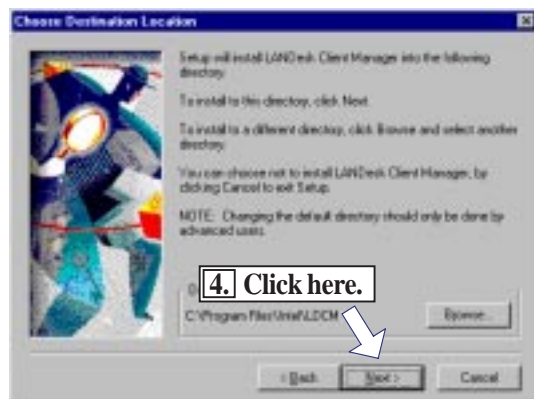 Choose Destination Location
Setup will install LANDesk Client Manager into the following
directory.
To install to this directory, click Next.
To install to a different directory, click Browse and select another
directory.
You can choose not to install LANDesk Client Manager, by
clicking Cancel to exit Setup.
NOTE: Changing the default directory should only be done by
advanced users.
4. Click here.
C:\Program Files\Intel\LDCM
Browse...
< Back
Next >
Cancel